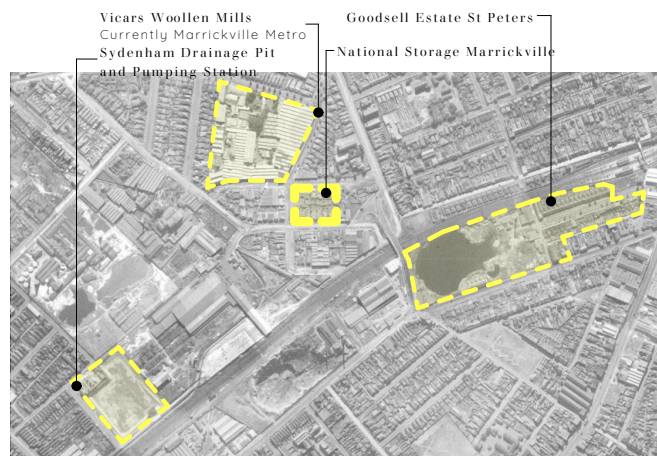 Vicars Woollen Mills
Currently Marrickville Metro
Sydenham Drainage Pit
and Pumping Station
Goodsell Estate St Peters
National Storage Marrickville